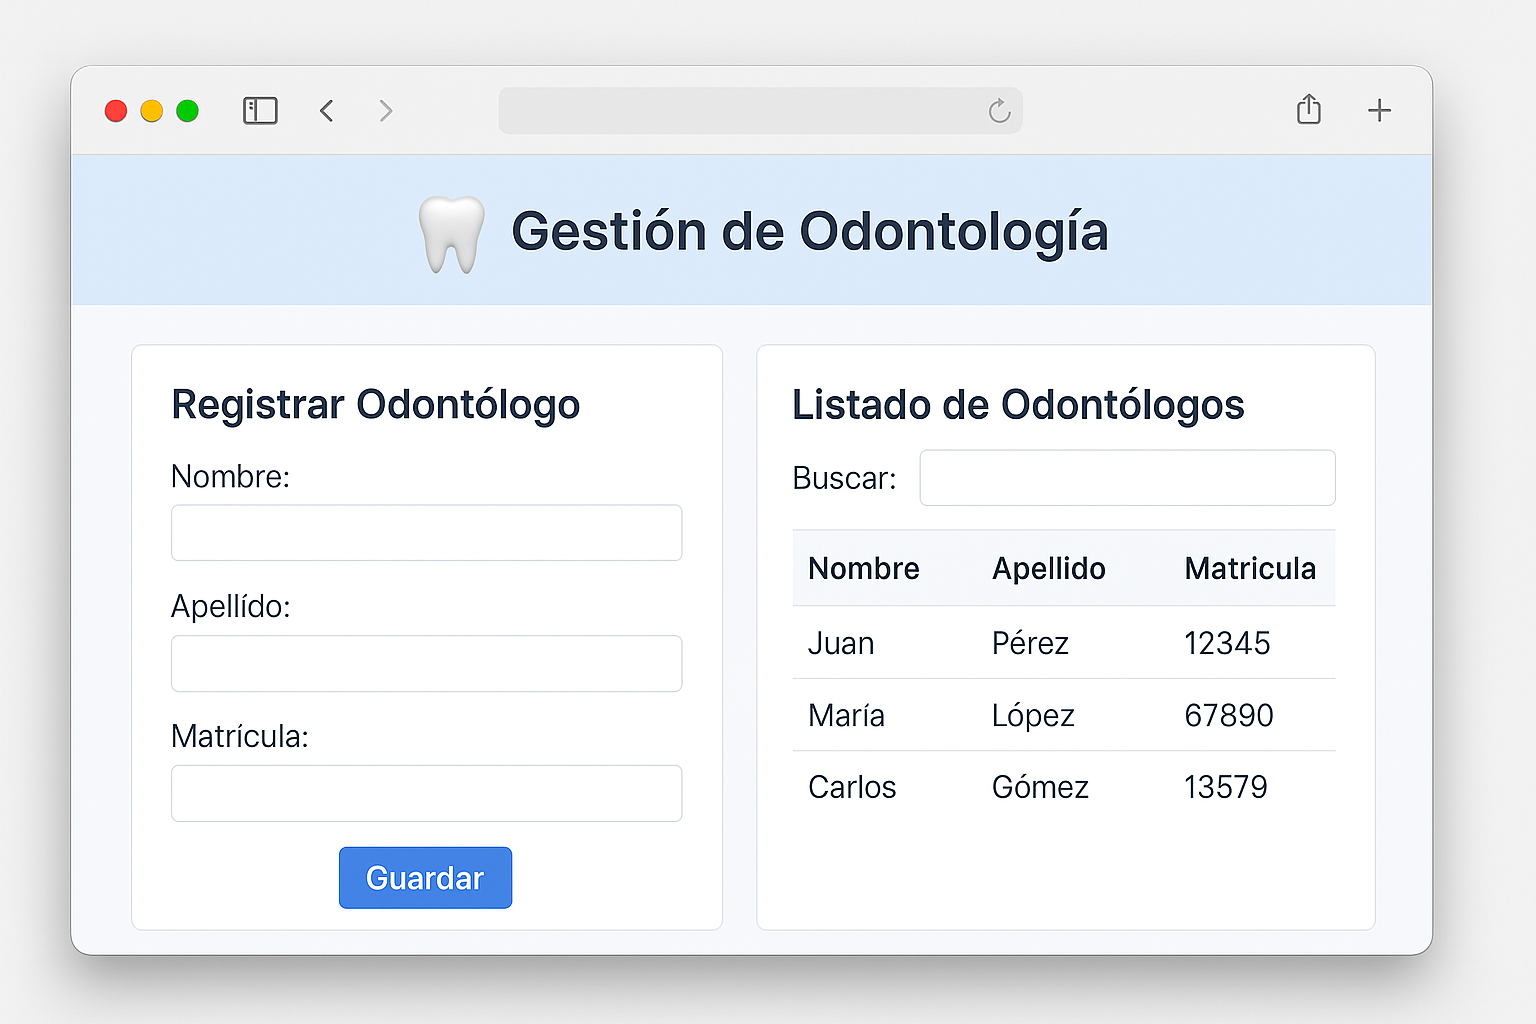 Gestión de Odontología
Registrar Odontólogo
Nombre:
Apellído:
Matrícula:
Guardar
Listado de Odontólogos
Buscar:
Nombre Apellido Matricula
Juan Pérez 12345
María López 67890
Carlos Gómez 13579